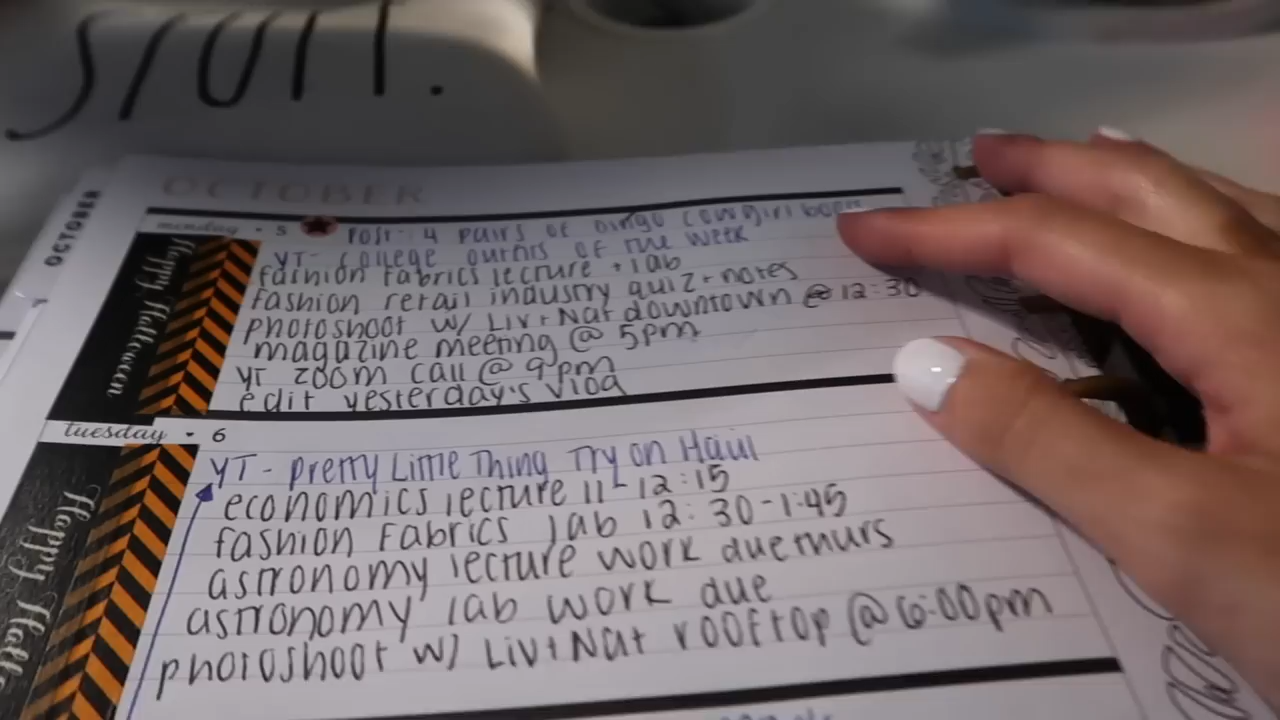 STUFF.
OCTOBER
OCTOBER
monday • 5
Post: 4 pairs of Dingo Cowgirl boots
YT- College outfits of the week
fashion fabrics lecture + lab
fashion retail industry quiz + notes
photoshoot w/ Liv + Nat downtown @ 12:30
magazine meeting @ 5pm
YT zoom call @ 9pm
edit yesterday's vlog
Happy Halloween
tuesday • 6
YT - Pretty Little Thing Try on Haul
economics lecture 11-12:15
fashion fabrics lab 12:30-1:45
astronomy lecture work due thurs
astronomy lab work due
photoshoot w/ Liv + Nat rooftop @ 6:00pm
Happy Hallo